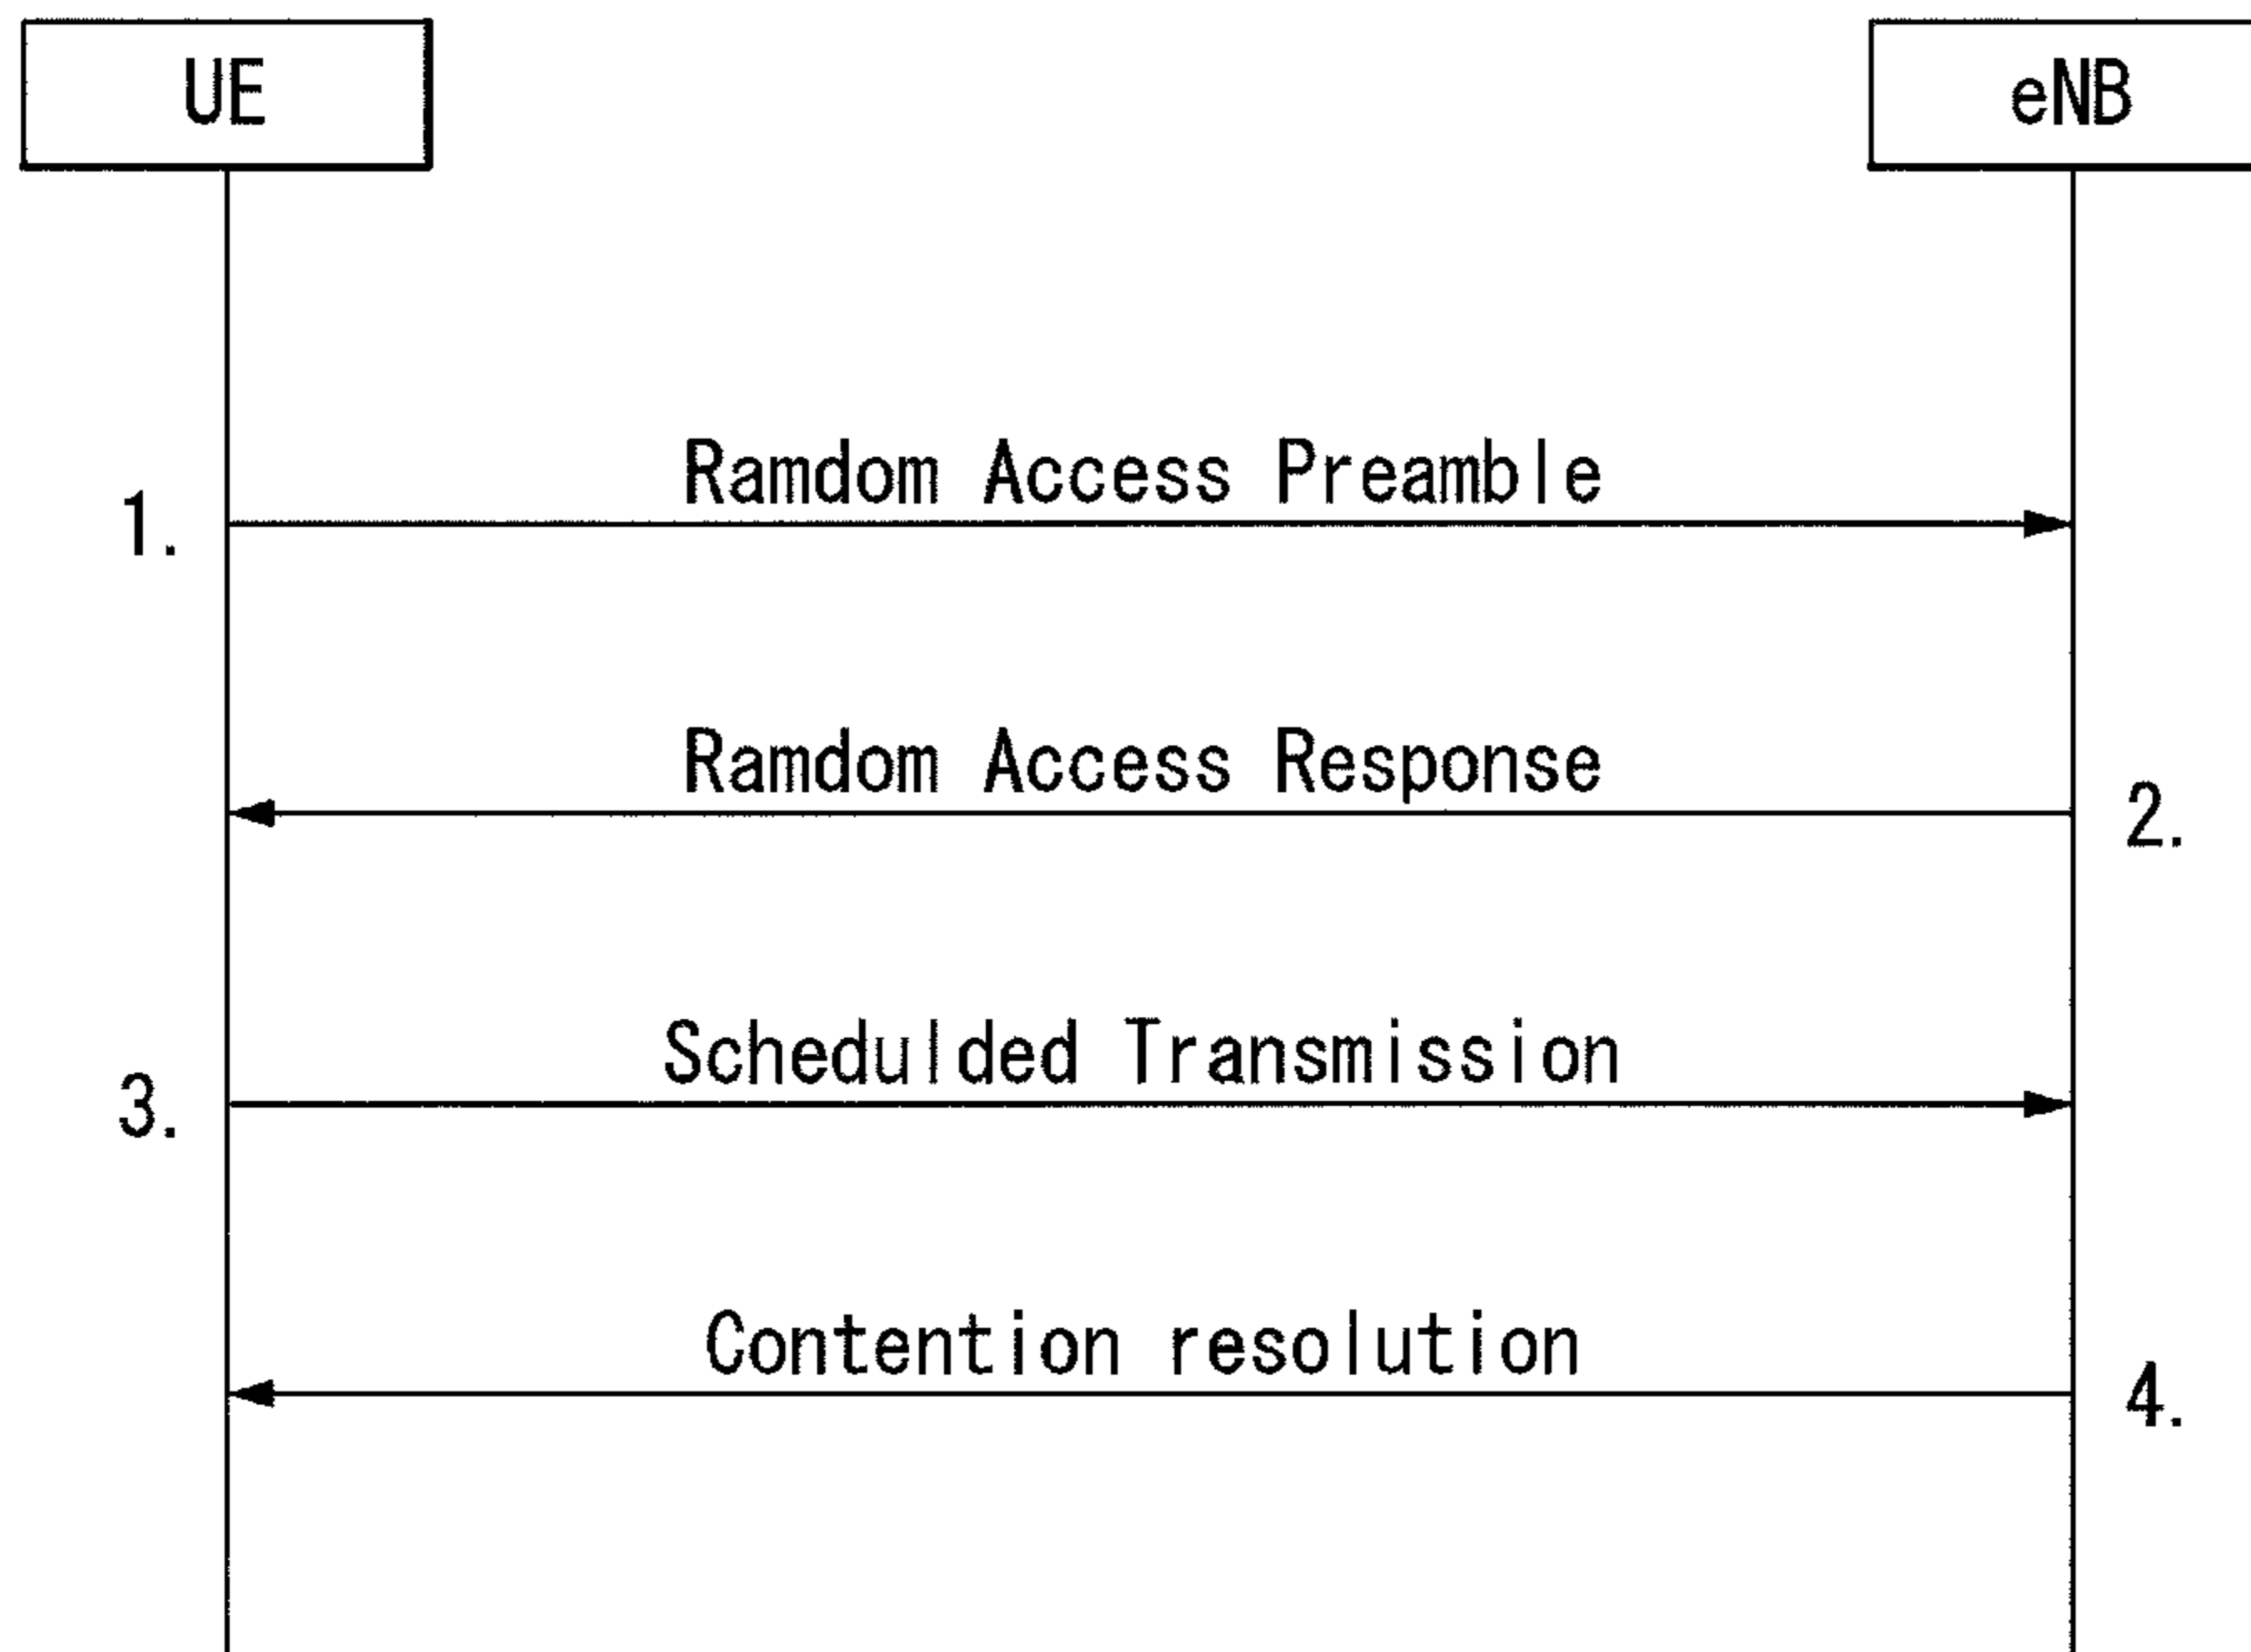 UE
eNB
Ramdom Access Preamble
1.
Ramdom Access Response
2.
Schedulded Transmission
3.
Contention resolution
4.